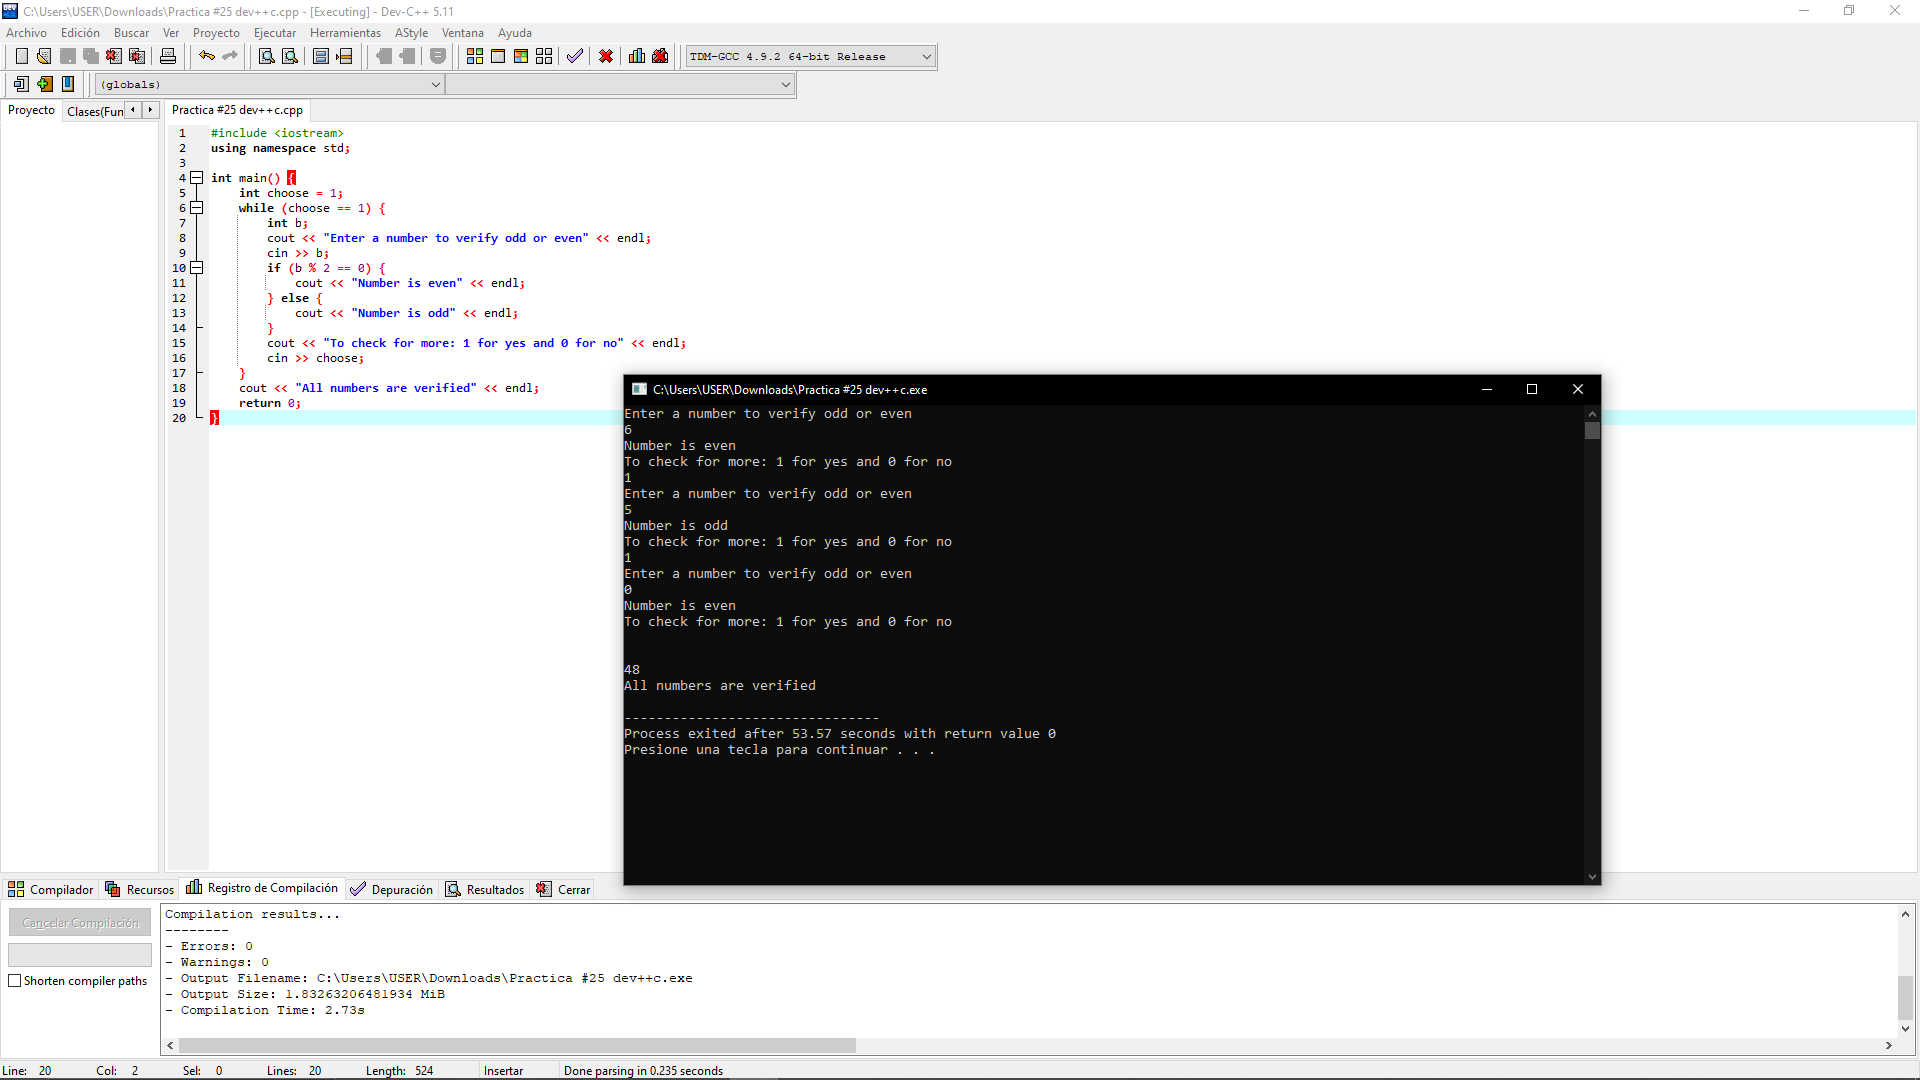 C:\Users\USER\Downloads\Practica #25 dev++c.cpp - [Executing] - Dev-C++ 5.11
Archivo Edición Buscar Ver Proyecto Ejecutar Herramientas AStyle Ventana Ayuda
TDM-GCC 4.9.2 64-bit Release
(globals)
Proyecto Clases(Fun Practica #25 dev++c.cpp
1 #include <iostream>
2 using namespace std;
3
4 int main() {
5 int choose = 1;
6 while (choose == 1) {
7 int b;
8 cout << "Enter a number to verify odd or even" << endl;
9 cin >> b;
10 if (b % 2 == 0) {
11 cout << "Number is even" << endl;
12 } else {
13 cout << "Number is odd" << endl;
14 }
15 cout << "To check for more: 1 for yes and 0 for no" << endl;
16 cin >> choose;
17 }
18 cout << "All numbers are verified" << endl;
19 return 0;
20 }
C:\Users\USER\Downloads\Practica #25 dev++c.exe
Enter a number to verify odd or even
6
Number is even
To check for more: 1 for yes and 0 for no
1
Enter a number to verify odd or even
5
Number is odd
To check for more: 1 for yes and 0 for no
1
Enter a number to verify odd or even
0
Number is even
To check for more: 1 for yes and 0 for no
48
All numbers are verified
--------------------------------
Process exited after 53.57 seconds with return value 0
Presione una tecla para continuar . . .
Compilador Recursos Registro de Compilación Depuración Resultados Cerrar
Cancelar Compilación
Shorten compiler paths
Compilation results...
--------
- Errors: 0
- Warnings: 0
- Output Filename: C:\Users\USER\Downloads\Practica #25 dev++c.exe
- Output Size: 1.83263206481934 MiB
- Compilation Time: 2.73s
Line: 20 Col: 2 Sel: 0 Lines: 20 Length: 524 Insertar Done parsing in 0.235 seconds